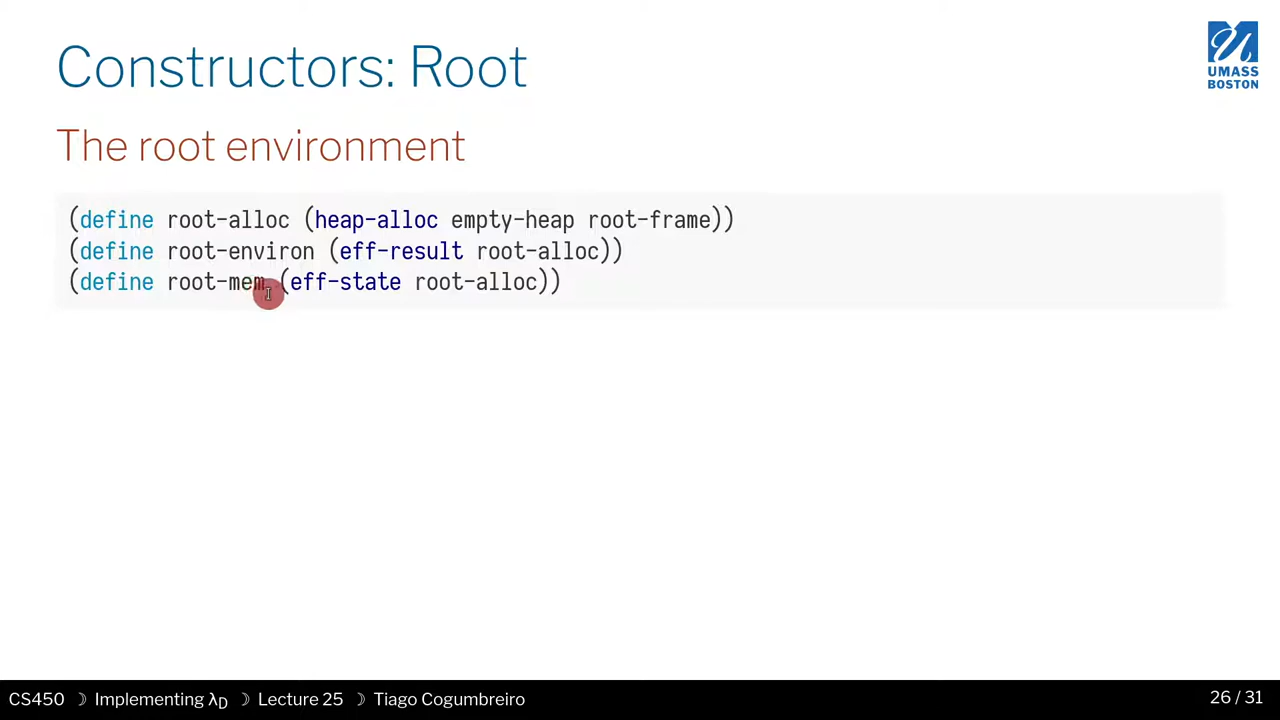 Constructors: Root
UMASS
BOSTON
The root environment
(define root-alloc (heap-alloc empty-heap root-frame))
(define root-environ (eff-result root-alloc))
(define root-mem (eff-state root-alloc))
CS450 ☽ Implementing λD ☽ Lecture 25 ☽ Tiago Cogumbreiro
26 / 31